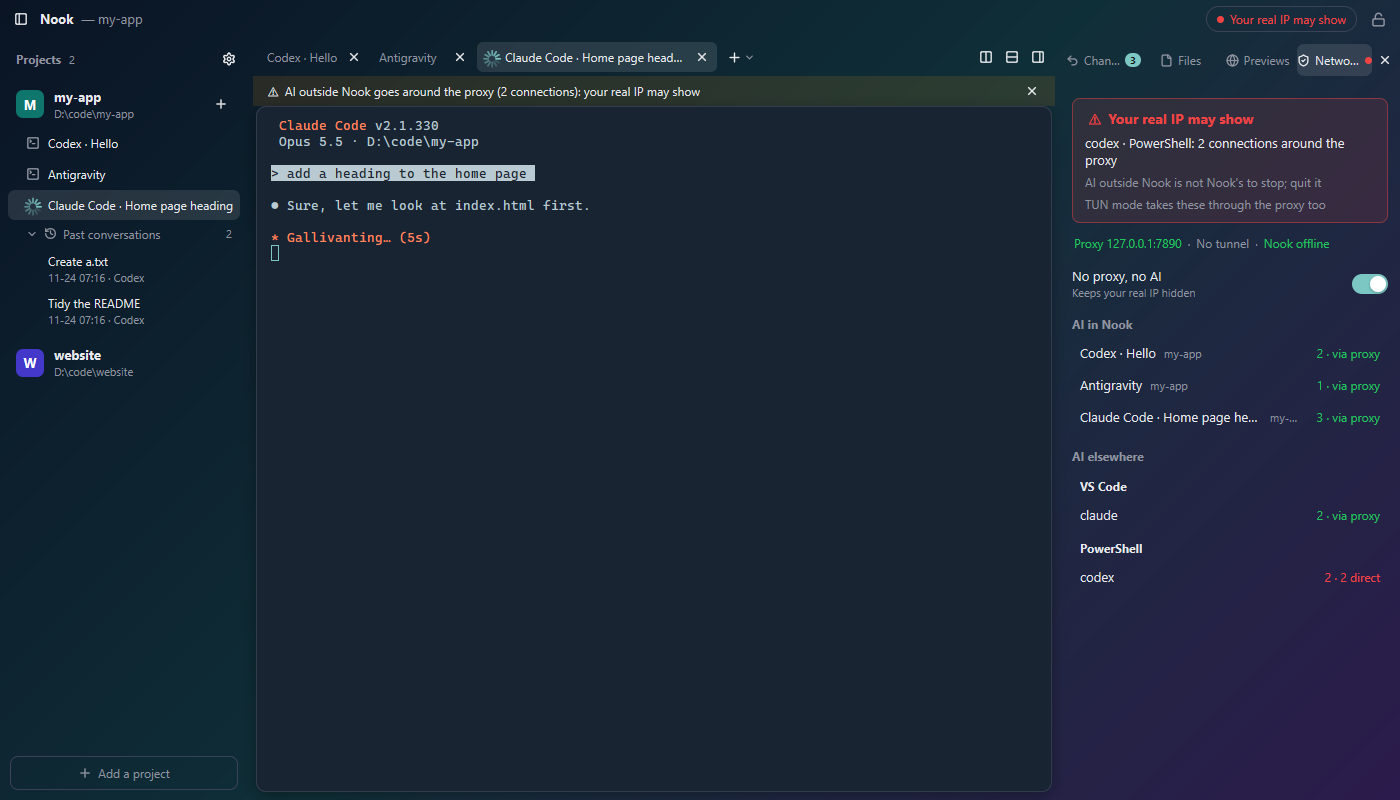 Nook — my-app
Your real IP may show
Projects 2
M
my-app
D:\code\my-app
Codex · Hello
Antigravity
Claude Code · Home page heading
Past conversations 2
Create a.txt
11-24 07:16 · Codex
Tidy the README
11-24 07:16 · Codex
W
website
D:\code\website
+ Add a project
Codex · Hello
Antigravity
Claude Code · Home page head...
AI outside Nook goes around the proxy (2 connections): your real IP may show
Claude Code v2.1.330
Opus 5.5 · D:\code\my-app
> add a heading to the home page
● Sure, let me look at index.html first.
* Gallivanting… (5s)
Chan... 3
Files
Previews
Netwo...
Your real IP may show
codex · PowerShell: 2 connections around the
proxy
AI outside Nook is not Nook's to stop; quit it
TUN mode takes these through the proxy too
Proxy 127.0.0.1:7890 · No tunnel · Nook offline
No proxy, no AI
Keeps your real IP hidden
AI in Nook
Codex · Hello my-app 2 · via proxy
Antigravity my-app 1 · via proxy
Claude Code · Home page he... my-... 3 · via proxy
AI elsewhere
VS Code
claude 2 · via proxy
PowerShell
codex 2 · 2 direct